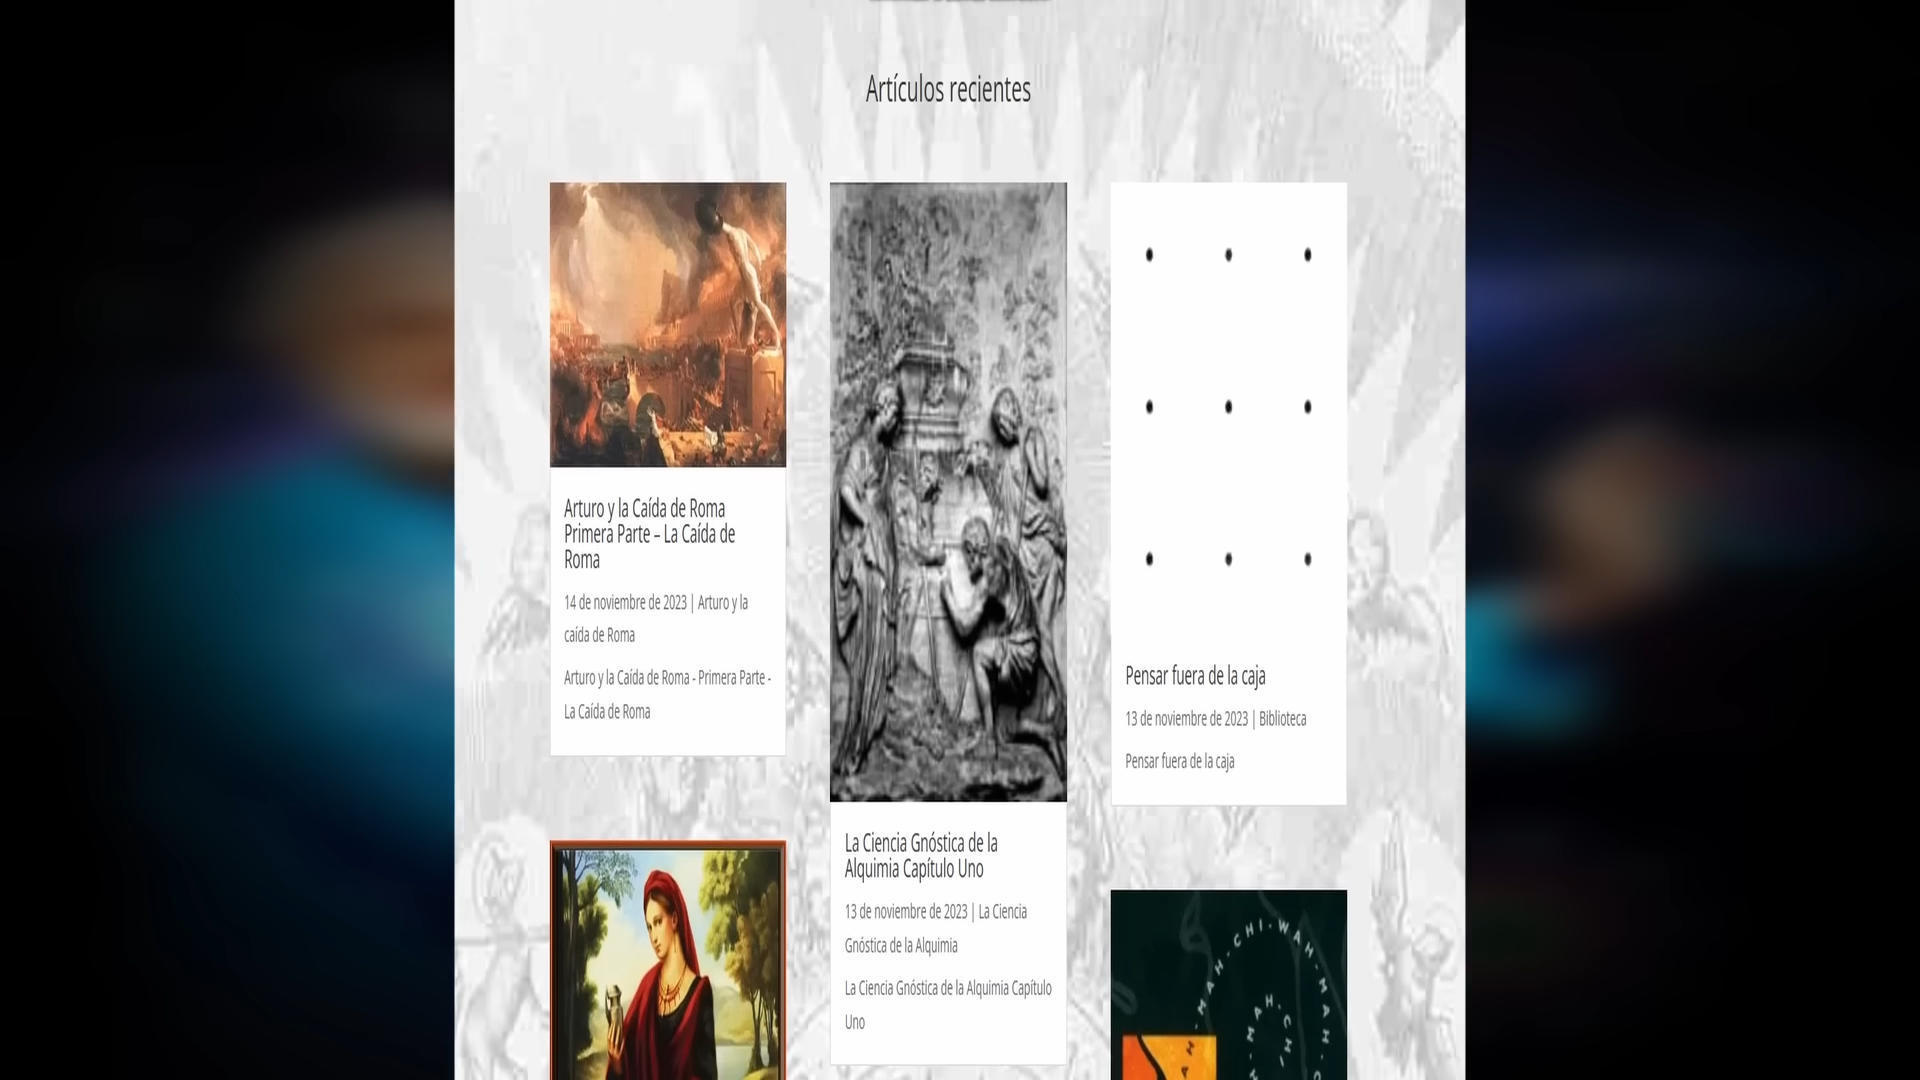 Artículos recientes
Arturo y la Caída de Roma
Primera Parte – La Caída de
Roma
14 de noviembre de 2023 | Arturo y la
caída de Roma
Arturo y la Caída de Roma - Primera Parte -
La Caída de Roma
La Ciencia Gnóstica de la
Alquimia Capítulo Uno
13 de noviembre de 2023 | La Ciencia
Gnóstica de la Alquimia
La Ciencia Gnóstica de la Alquimia Capítulo
Uno
Pensar fuera de la caja
13 de noviembre de 2023 | Biblioteca
Pensar fuera de la caja
MAH-CHI-WAH-MAH-C